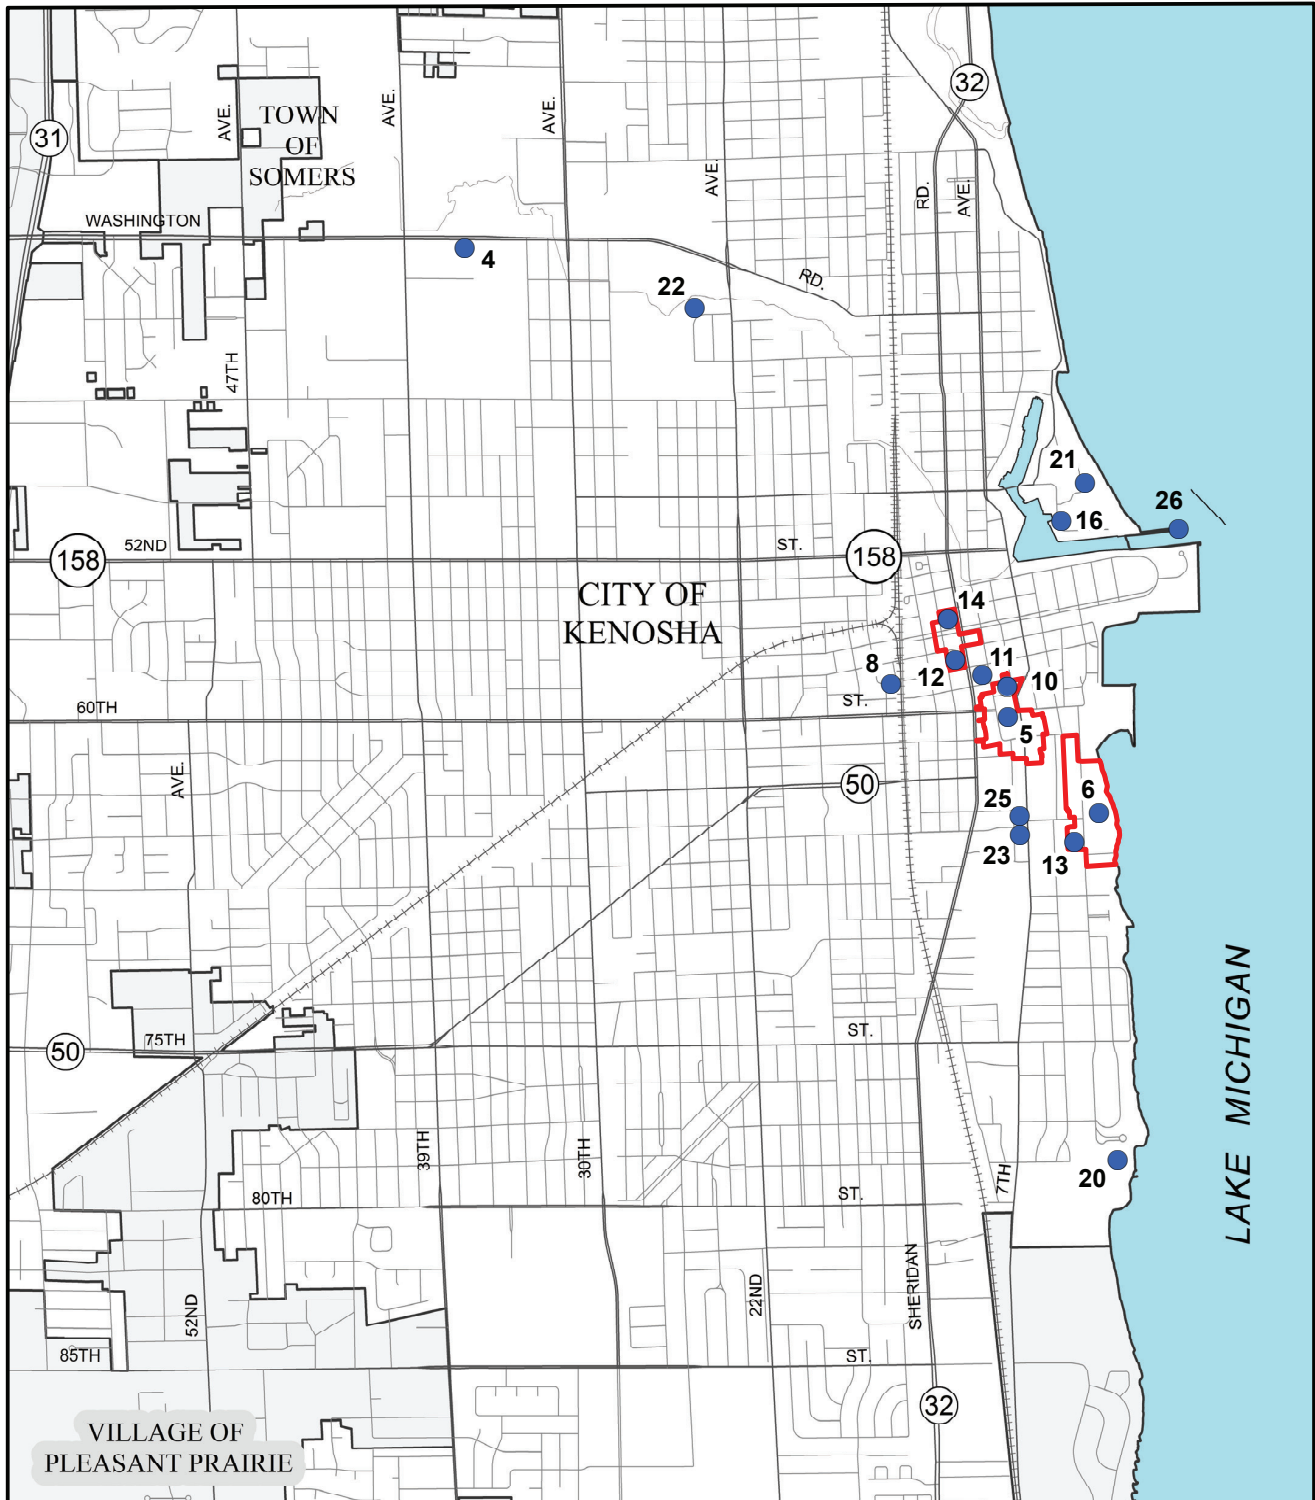 32
31
AVE.
TOWN
OF
SOMERS
AVE.
AVE.
AVE.
RD.
AVE.
WASHINGTON
4
22
RD.
47TH
21
16
26
158
52ND
ST.
158
CITY OF
KENOSHA
14
11
12
8
10
60TH
ST.
5
AVE.
50
25
6
23
13
LAKE MICHIGAN
50
75TH
ST.
39TH
30TH
7TH
20
80TH
ST.
52ND
22ND
SHERIDAN
85TH
ST.
32
VILLAGE OF
PLEASANT PRAIRIE